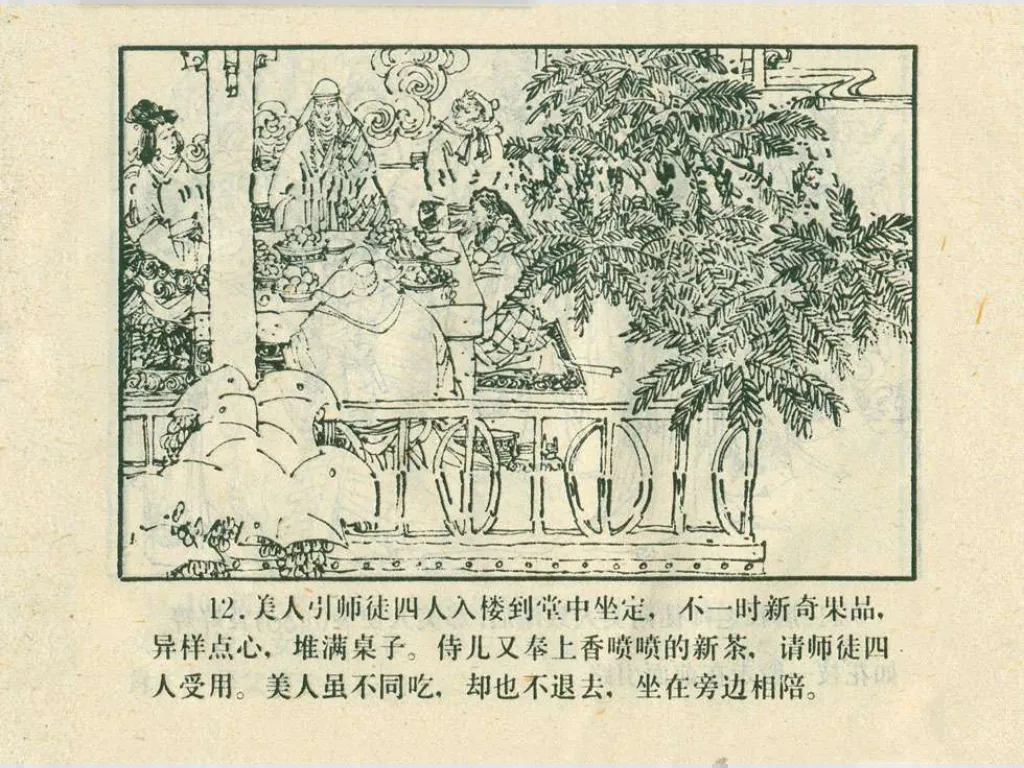 12. 美人引师徒四人入楼到堂中坐定，不一时新奇果品，
异样点心，堆满桌子。侍儿又奉上香喷喷的新茶，请师徒四
人受用。美人虽不同吃，却也不退去，坐在旁边相陪。